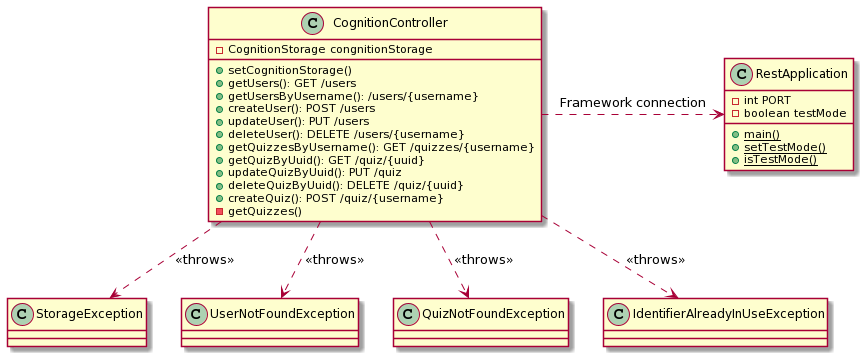 C CognitionController
CognitionStorage congnitionStorage
setCognitionStorage()
getUsers(): GET /users
getUsersByUsername(): /users/{username}
createUser(): POST /users
updateUser(): PUT /users
deleteUser(): DELETE /users/{username}
getQuizzesByUsername(): GET /quizzes/{username}
getQuizByUuid(): GET /quiz/{uuid}
updateQuizByUuid(): PUT /quiz
deleteQuizByUuid(): DELETE /quiz/{uuid}
createQuiz(): POST /quiz/{username}
getQuizzes()
Framework connection
C RestApplication
int PORT
boolean testMode
main()
setTestMode()
isTestMode()
«throws»
«throws»
«throws»
«throws»
C StorageException
C UserNotFoundException
C QuizNotFoundException
C IdentifierAlreadyInUseException